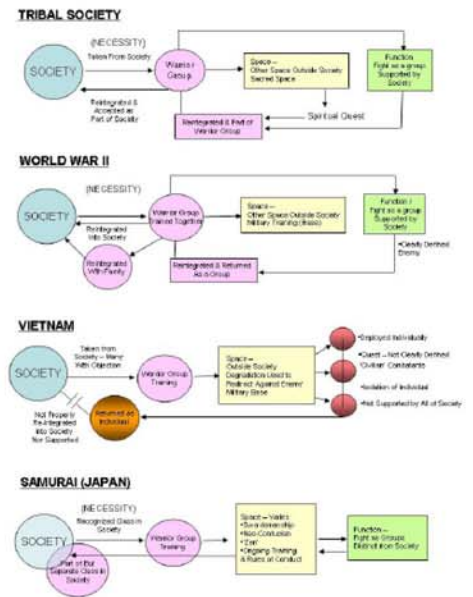 TRIBAL SOCIETY
(NECESSITY)
Taken From Society
SOCIETY
Warrior
Group
Space –
Other Space Outside Society
Sacred Space
Function
Fight as a group
Supported by
Society
Reintegrated &
Accepted as
Part of Society
Spiritual Quest
Reintegrated & Part of
Warrior Group
WORLD WAR II
(NECESSITY)
SOCIETY
Warrior Group
Trained Together
Space –
Other Space Outside Society
Military Training (Base)
Function /
Fight as a group
Supported by
Society
Reintegrated
Into Society
•Clearly Defined
Enemy
Reintegrated
With Family
Reintegrated & Returned
As a Group
VIETNAM
Taken from
Society – Many
With Objection
SOCIETY
Warrior Group
Training
Space –
Outside Society
Degradation Used to
Redirect Against Enemy
Military Base
•Deployed Individually
•Quest – Not Clearly Defined
"Civilian" Combatants
•Isolation of Individual
•Not Supported by All of Society
Not Properly
Re-Integrated
Into Society
Nor Supported
Returned as
Individual
SAMURAI (JAPAN)
(NECESSITY)
Recognized Class in
Society
SOCIETY
Warrior Group
Training
Space – Within
•Swordsmanship
•Neo-Confucian
•"Zen"
•Ongoing Training
& Rules of Conduct
Function –
Fight as Groups
Distinct from Society
Part of But
Separate Class in
Society